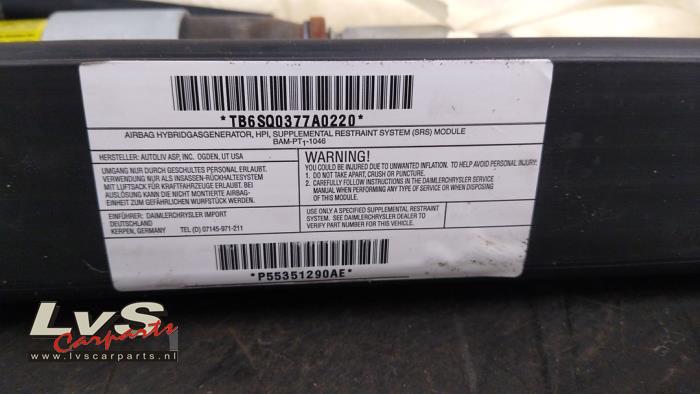 *TB6SQ0377A0220*
AIRBAG HYBRIDGASGENERATOR, HPI, SUPPLEMENTAL RESTRAINT SYSTEM (SRS) MODULE
BAM-PT1-1046
HERSTELLER: AUTOLIV ASP, INC. OGDEN, UT USA
UMGANG NUR DURCH GESCHULTES PERSONAL ERLAUBT.
VERWENDUNG NUR ALS INSASSEN-RÜCKHALTESYSTEM
MIT LUFTSACK FÜR KRAFTFAHRZEUGE ERLAUBT. BEI
AUSLÖSUNG KANN DIE NICHT MONTIERTE AIRBAG-
EINHEIT ZUM GEFÄHRLICHEN WURFSTÜCK WERDEN.
EINFÜHRER: DAIMLERCHRYSLER IMPORT
DEUTSCHLAND
KERPEN, GERMANY TEL (D) 07145-971-211
WARNING!
YOU COULD BE INJURED DUE TO UNWANTED INFLATION. TO HELP AVOID PERSONAL INJURY:
1. DO NOT TAKE APART, CRUSH OR PUNCTURE.
2. CAREFULLY FOLLOW INSTRUCTIONS IN THE DAIMLERCHRYSLER SERVICE
MANUAL WHEN PERFORMING ANY TYPE OF SERVICE OR WHEN DISPOSING
OF THIS MODULE.
USE ONLY A SPECIFIED SUPPLEMENTAL RESTRAINT
SYSTEM. SEE DAIMLERCHRYSLER DEALER TO
VERIFY PART NUMBER FOR THIS VEHICLE.
*P55351290AE*
LvS
Carparts
www.lvscarparts.nl